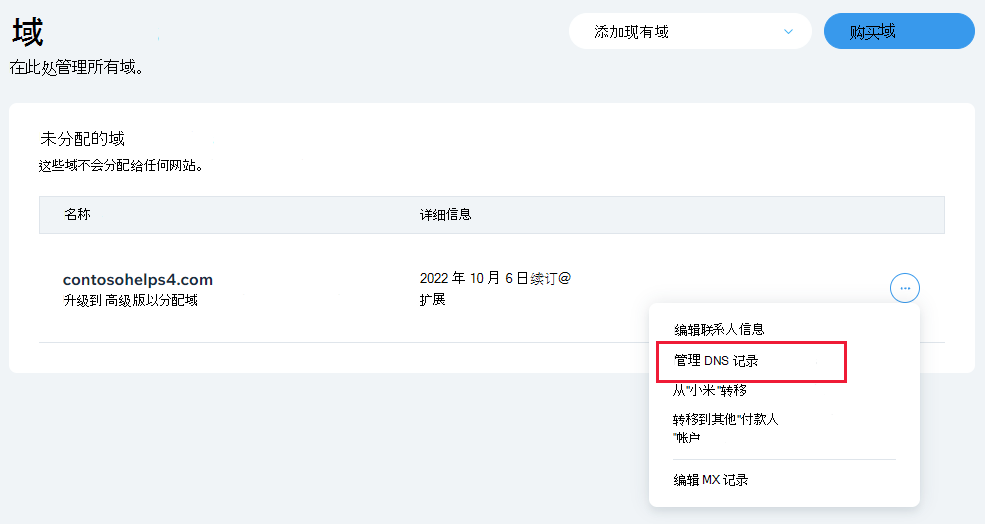 域
添加现有域
购买域
在此处管理所有域。
未分配的域
这些域不会分配给任何网站。
名称 详细信息
contosohelps4.com
升级到 高级版以分配域
2022 年 10 月 6 日续订@
扩展
编辑联系人信息
管理 DNS 记录
从"小米"转移
转移到其他"付款人
"帐户
编辑 MX 记录